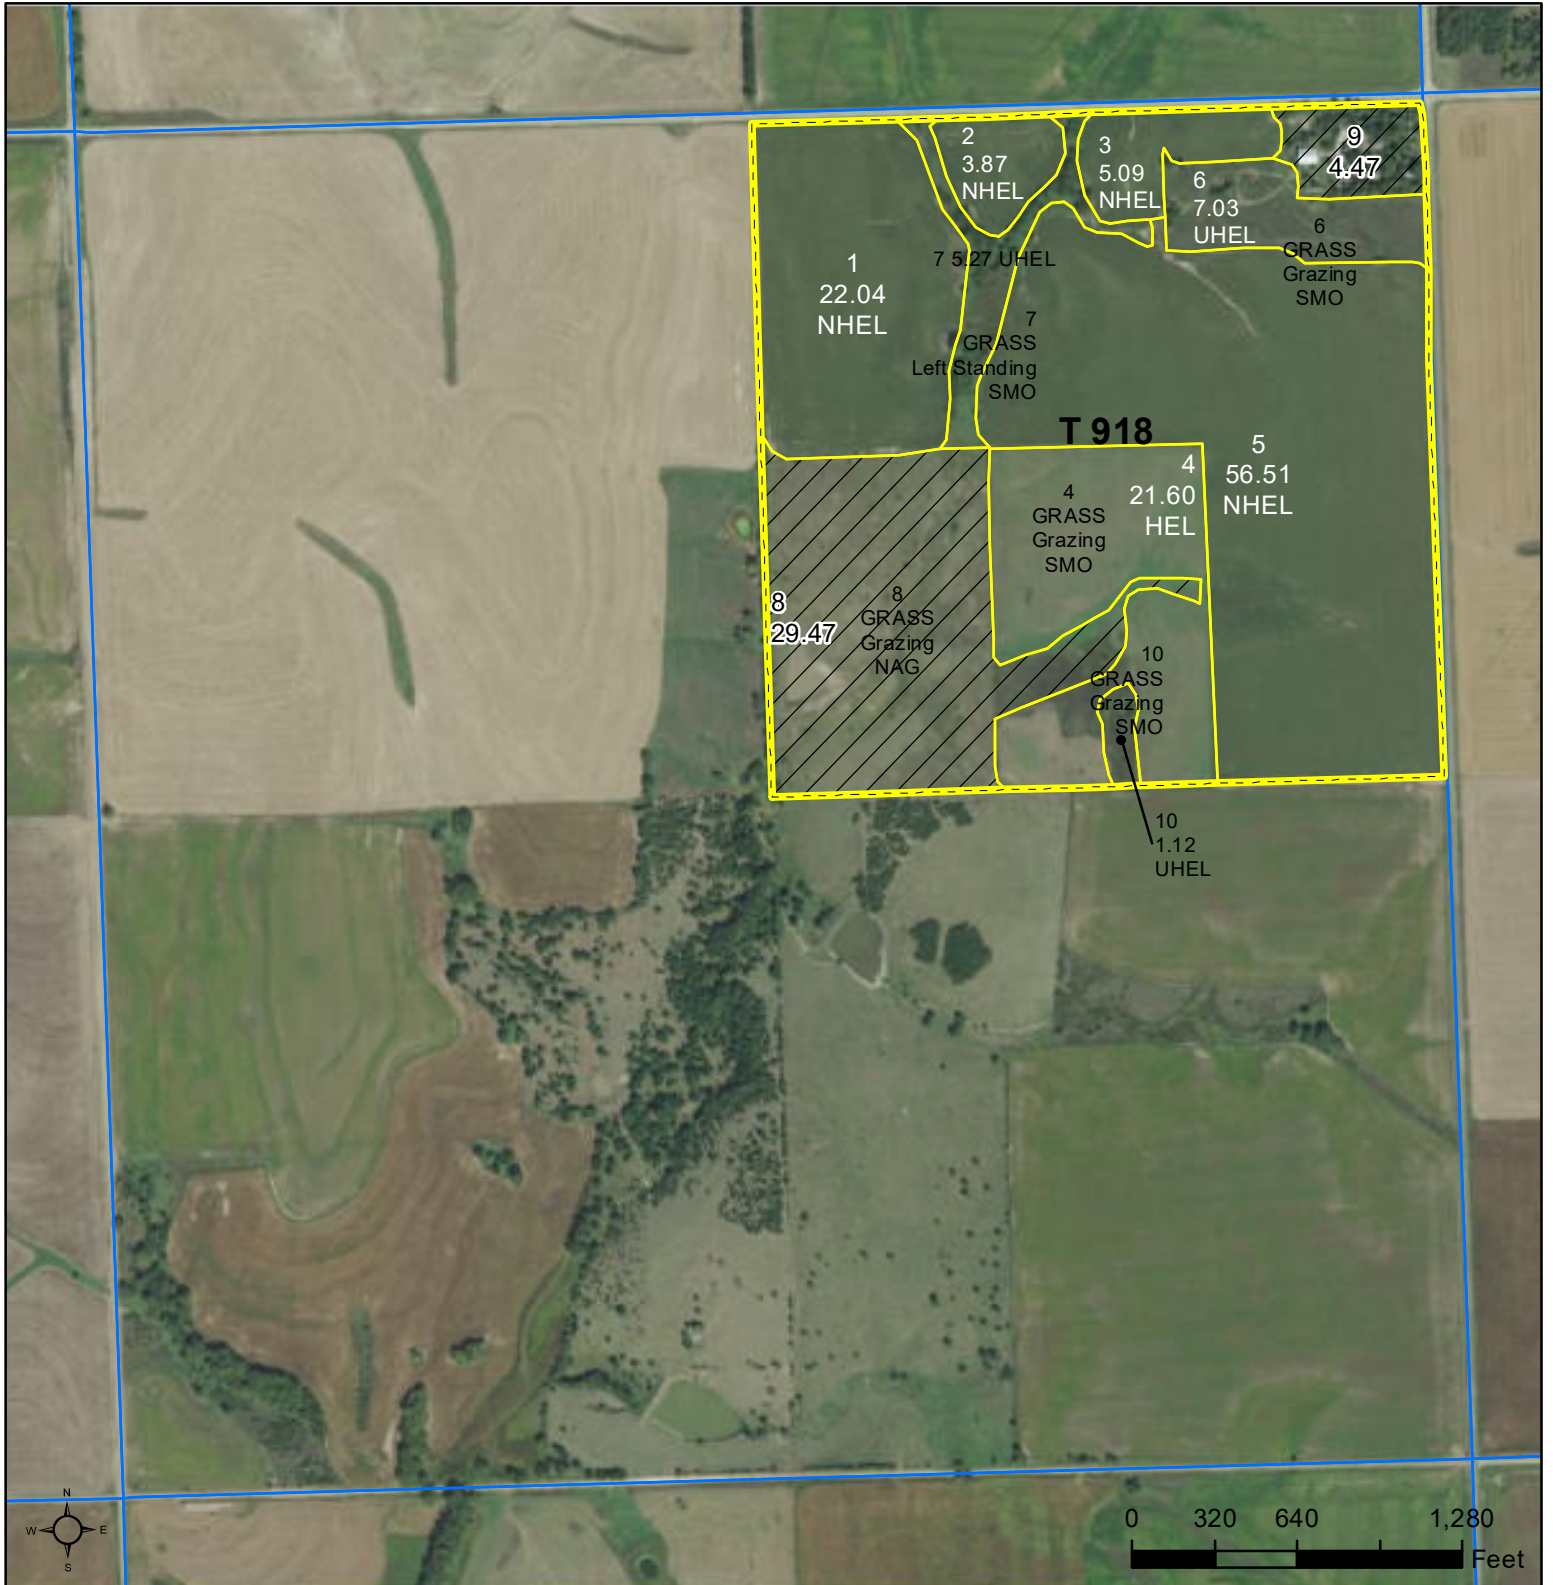 2
3.87
NHEL
3
5.09
NHEL
9
4.47
6
7.03
UHEL
6
GRASS
Grazing
SMO
1
22.04
NHEL
7 5.27 UHEL
7
GRASS
Left Standing
SMO
T 918
5
56.51
NHEL
4
21.60
HEL
4
GRASS
Grazing
SMO
8
29.47
8
GRASS
Grazing
NAG
10
GRASS
Grazing
SMO
10
1.12
UHEL
N
W E
S
0 320 640 1,280
Feet